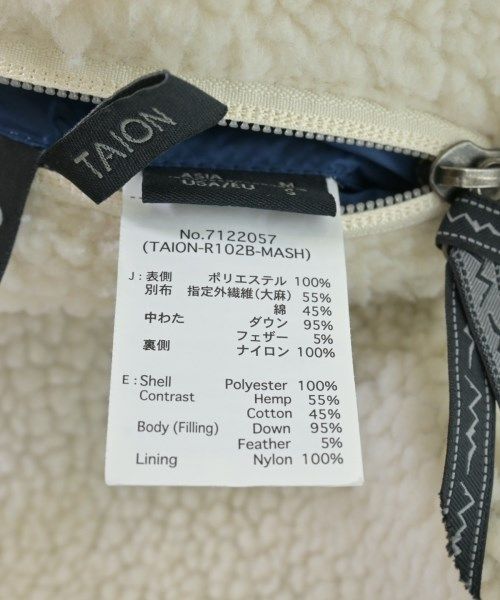 TAION
ASIA M
USA/EU S
No.7122057
(TAION-R102B-MASH)
J : 表側 ポリエステル 100%
別布 指定外繊維(大麻) 55%
綿 45%
中わた ダウン 95%
フェザー 5%
裏側 ナイロン 100%
E : Shell Polyester 100%
Contrast Hemp 55%
Cotton 45%
Body (Filling) Down 95%
Feather 5%
Lining Nylon 100%